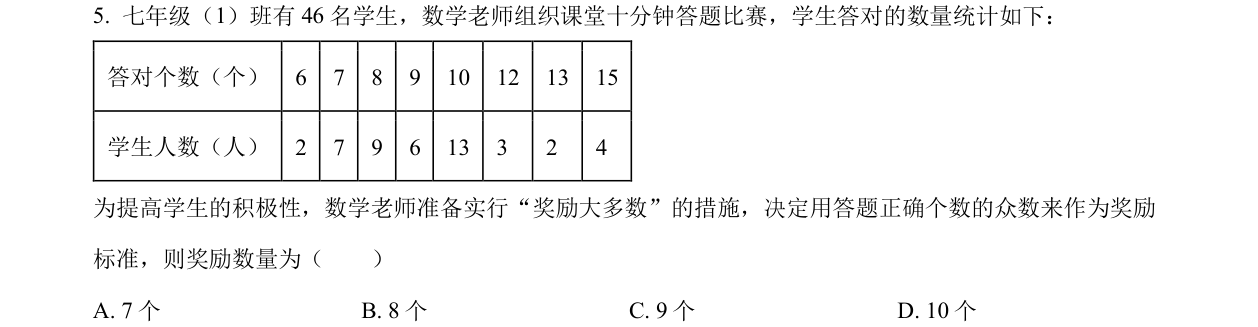 5. 七年级（1）班有 46 名学生，数学老师组织课堂十分钟答题比赛，学生答对的数量统计如下：
答对个数（个） 6 7 8 9 10 12 13 15
学生人数（人） 2 7 9 6 13 3 2 4
为提高学生的积极性，数学老师准备实行“奖励大多数”的措施，决定用答题正确个数的众数来作为奖励
标准，则奖励数量为（ ）
A. 7 个 B. 8 个 C. 9 个 D. 10 个